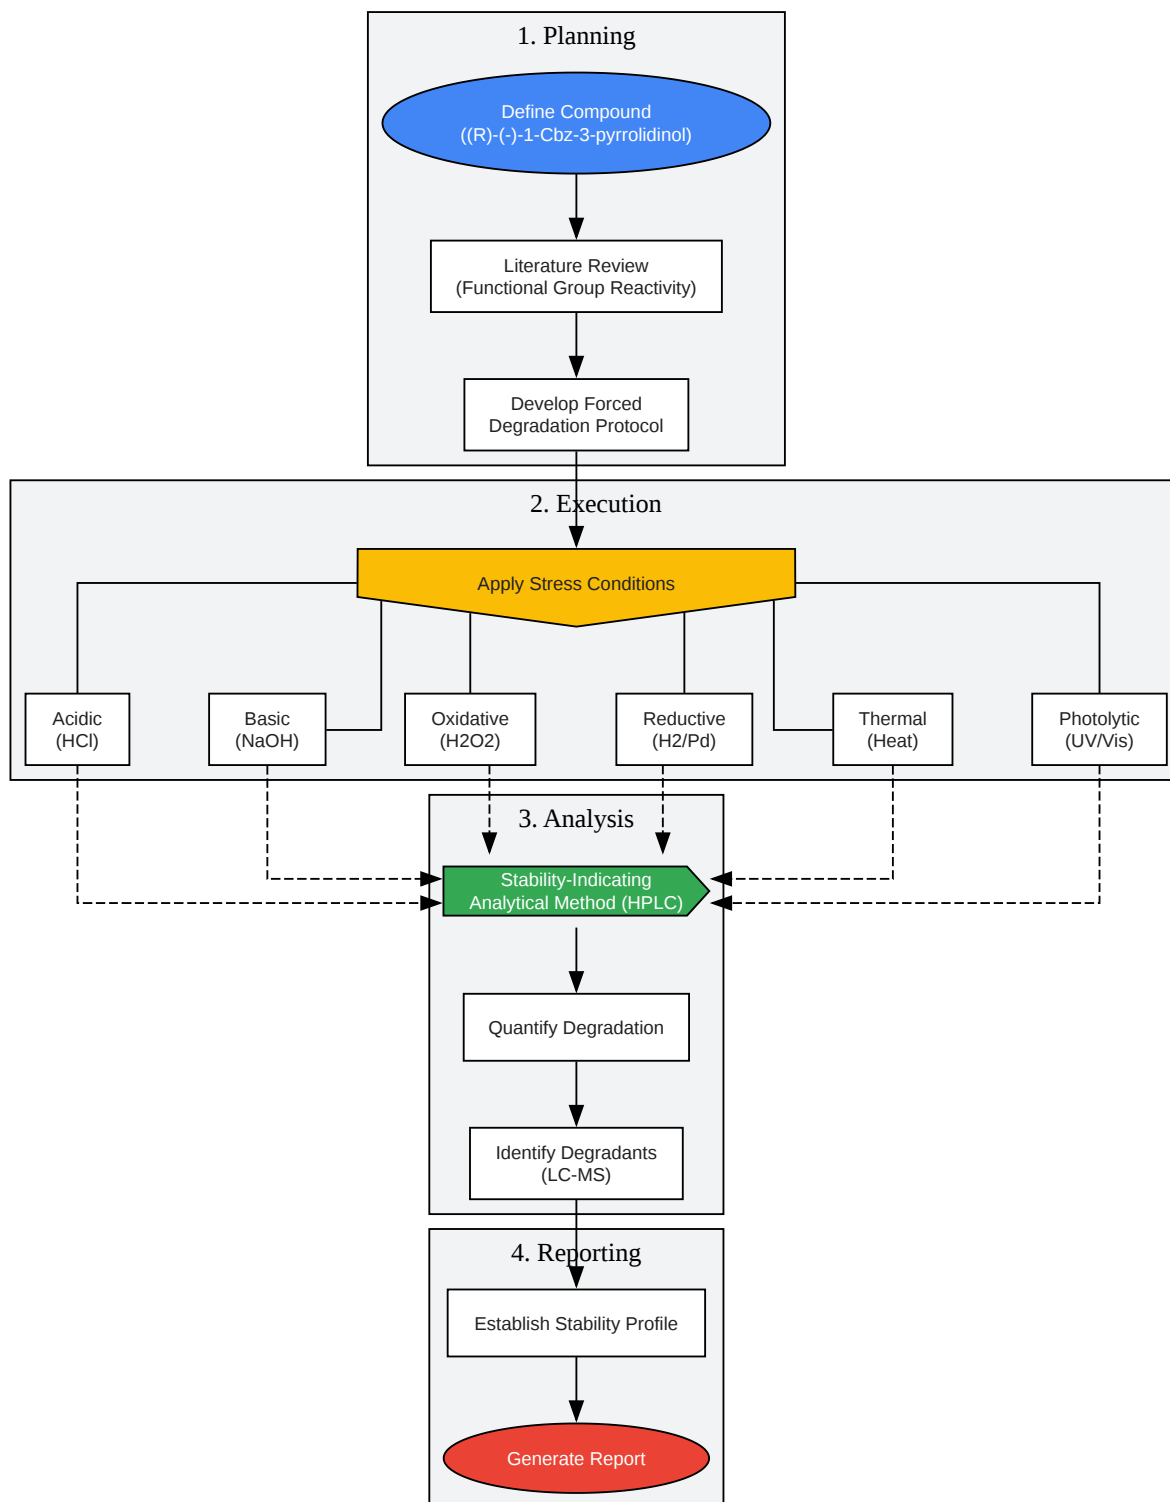 1. Planning
Define Compound
((R)-(-)-1-Cbz-3-pyrrolidinol)
Literature Review
(Functional Group Reactivity)
Develop Forced
Degradation Protocol
2. Execution
Apply Stress Conditions
Acidic
(HCl)
Basic
(NaOH)
Oxidative
(H2O2)
Reductive
(H2/Pd)
Thermal
(Heat)
Photolytic
(UV/Vis)
3. Analysis
Stability-Indicating
Analytical Method (HPLC)
Quantify Degradation
Identify Degradants
(LC-MS)
4. Reporting
Establish Stability Profile
Generate Report